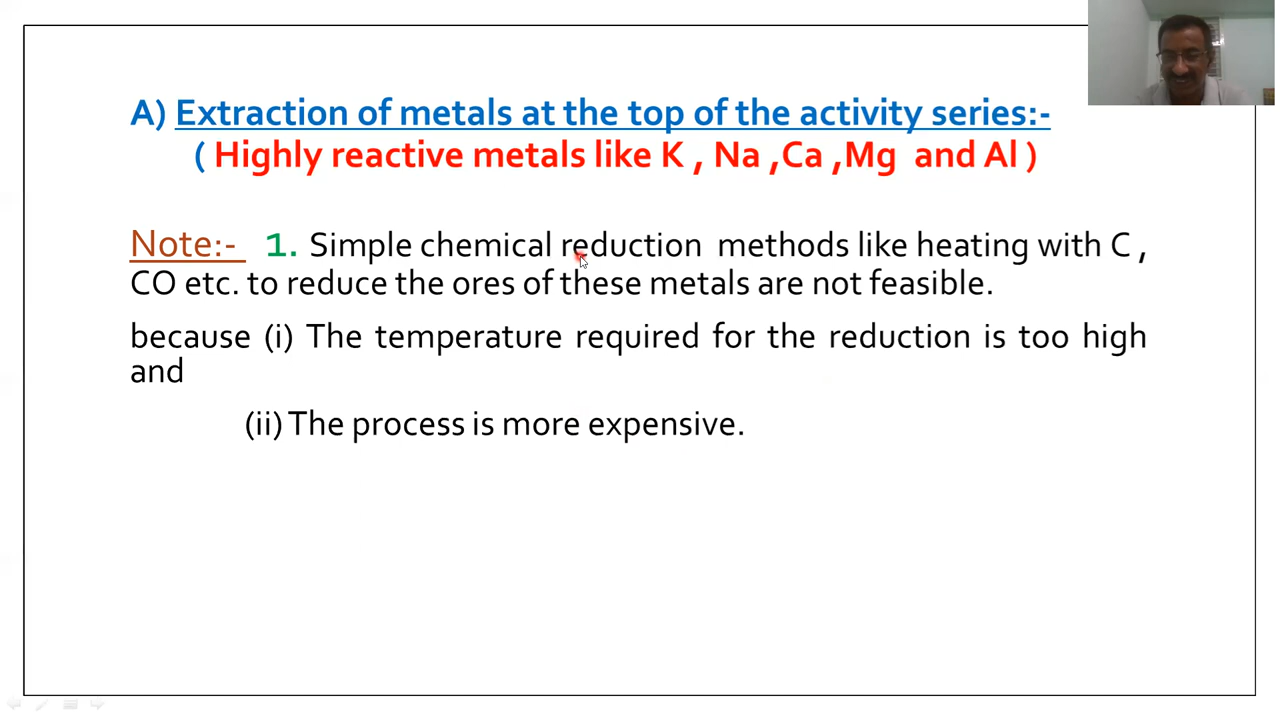 A) Extraction of metals at the top of the activity series:-
( Highly reactive metals like K , Na ,Ca ,Mg and Al )
Note:- 1. Simple chemical reduction methods like heating with C ,
CO etc. to reduce the ores of these metals are not feasible.
because (i) The temperature required for the reduction is too high
and
(ii) The process is more expensive.